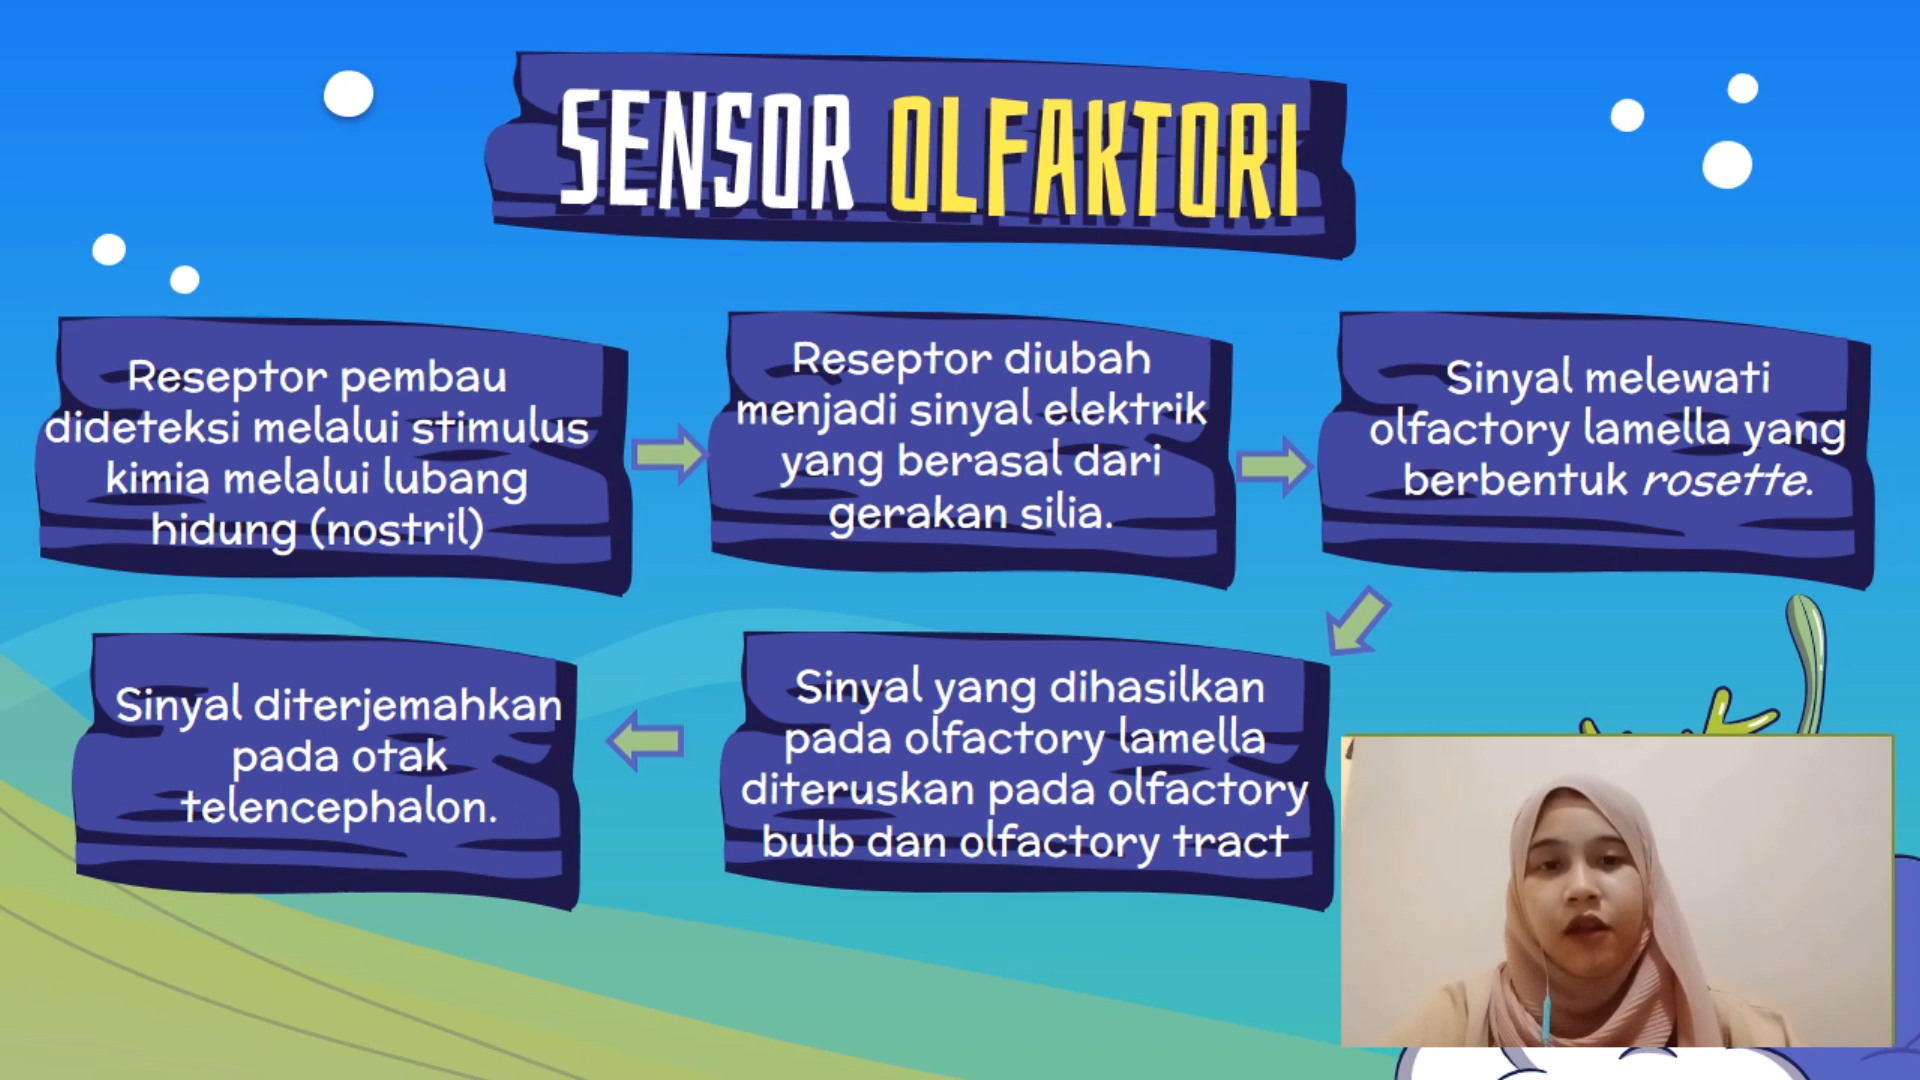 SENSOR OLFAKTORI
Reseptor pembau
dideteksi melalui stimulus
kimia melalui lubang
hidung (nostril)
Reseptor diubah
menjadi sinyal elektrik
yang berasal dari
gerakan silia.
Sinyal melewati
olfactory lamella yang
berbentuk rosette.
Sinyal yang dihasilkan
pada olfactory lamella
diteruskan pada olfactory
bulb dan olfactory tract
Sinyal diterjemahkan
pada otak
telencephalon.